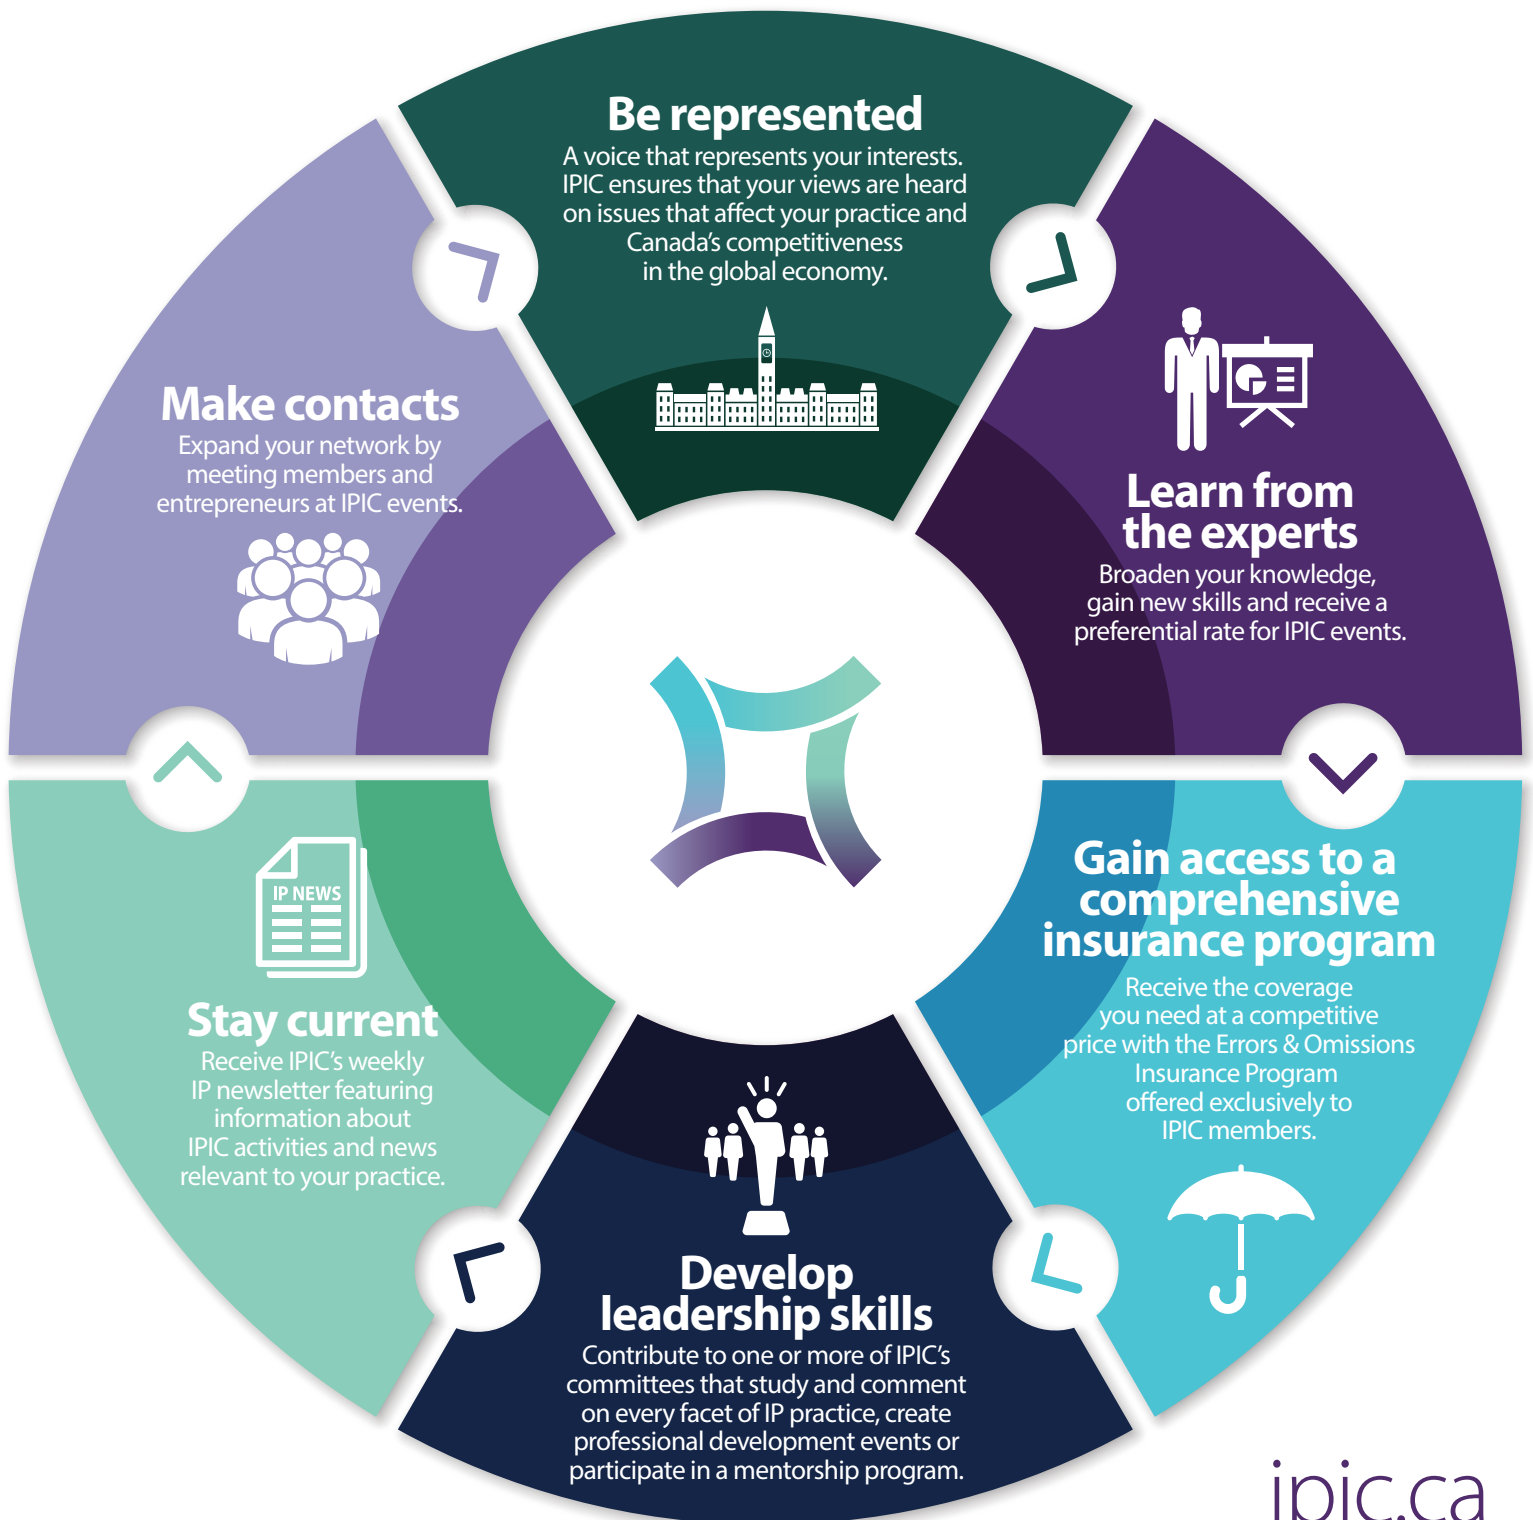 Be represented
A voice that represents your interests.
IPIC ensures that your views are heard
on issues that affect your practice and
Canada's competitiveness
in the global economy.
Learn from
the experts
Broaden your knowledge,
gain new skills and receive a
preferential rate for IPIC events.
Gain access to a
comprehensive
insurance program
Receive the coverage
you need at a competitive
price with the Errors & Omissions
Insurance Program
offered exclusively to
IPIC members.
Develop
leadership skills
Contribute to one or more of IPIC's
committees that study and comment
on every facet of IP practice, create
professional development events or
participate in a mentorship program.
IP NEWS
Stay current
Receive IPIC's weekly
IP newsletter featuring
information about
IPIC activities and news
relevant to your practice.
Make contacts
Expand your network by
meeting members and
entrepreneurs at IPIC events.
ipic.ca